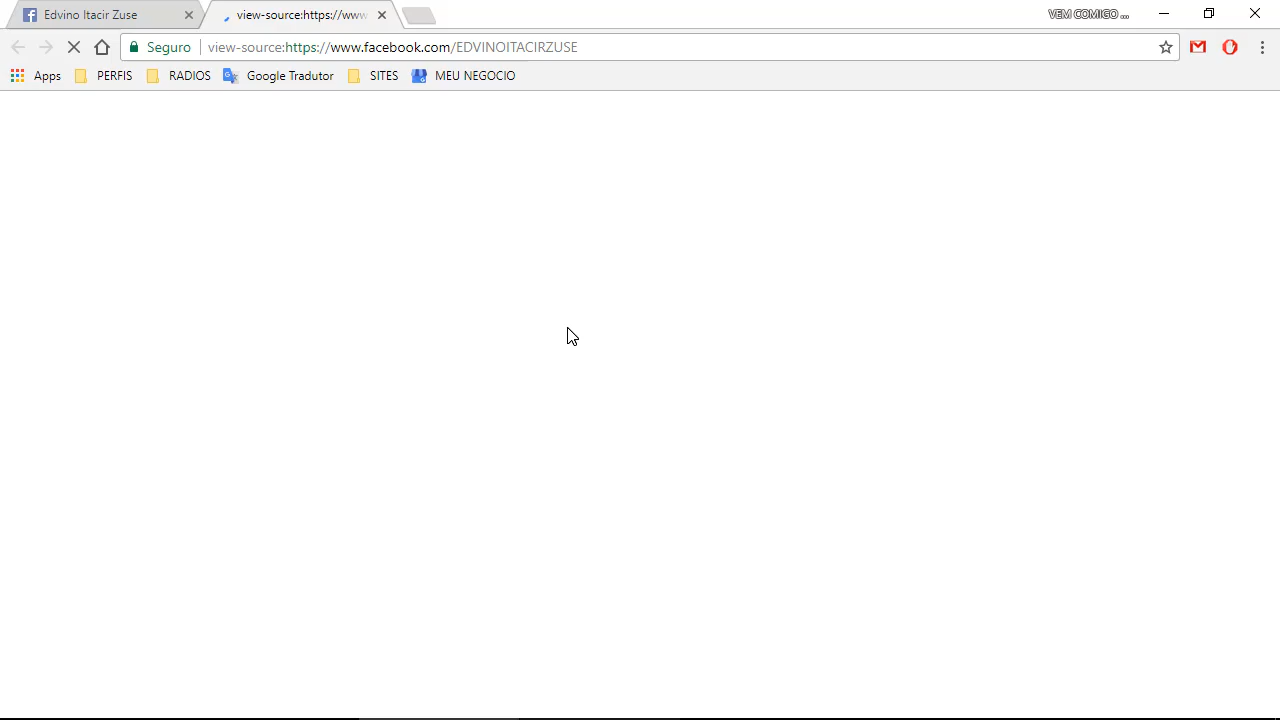 Edvino Itacir Zuse
view-source:https://www
VEM COMIGO ...
Seguro
view-source:https://www.facebook.com/EDVINOITACIRZUSE
Apps
PERFIS
RADIOS
Google Tradutor
SITES
MEU NEGOCIO